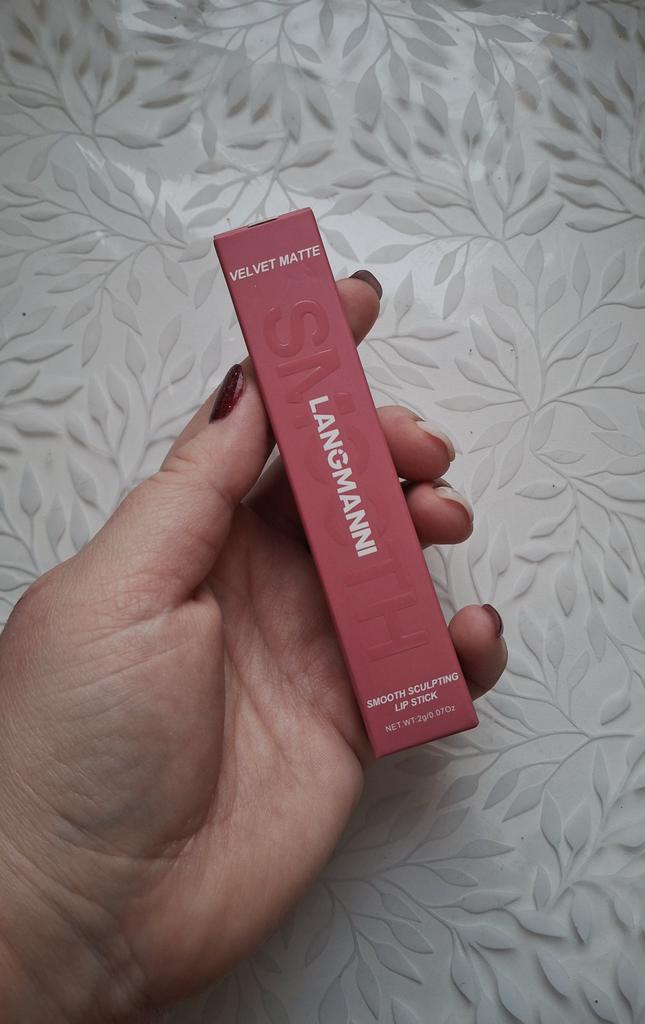 VELVET MATTE
SMOOTH
LANGMANNI
SMOOTH SCULPTING
LIP STICK
NET.WT:2g/0.07Oz